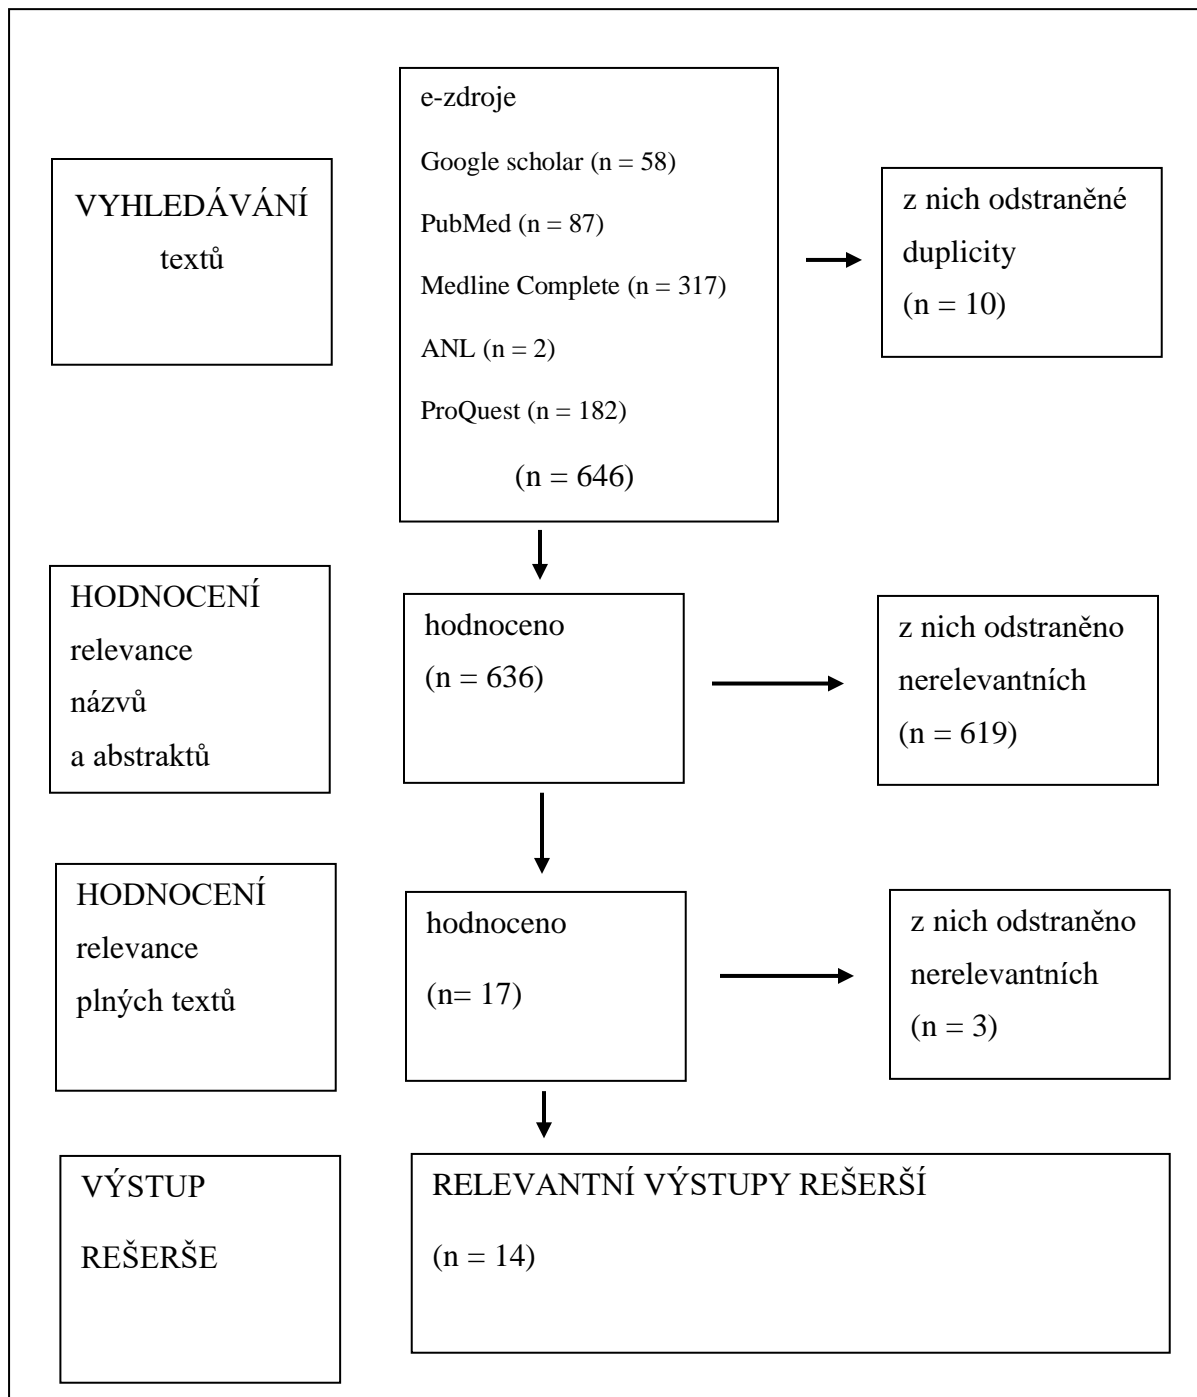 VYHLEDÁVÁNÍ
textů
e-zdroje
Google scholar (n = 58)
PubMed (n = 87)
Medline Complete (n = 317)
ANL (n = 2)
ProQuest (n = 182)
(n = 646)
z nich odstraněné
duplicity
(n = 10)
HODNOCENÍ
relevance
názvů
a abstraktů
hodnoceno
(n = 636)
z nich odstraněno
nerelevantních
(n = 619)
HODNOCENÍ
relevance
plných textů
hodnoceno
(n= 17)
z nich odstraněno
nerelevantních
(n = 3)
VÝSTUP
REŠERŠE
RELEVANTNÍ VÝSTUPY REŠERŠÍ
(n = 14)